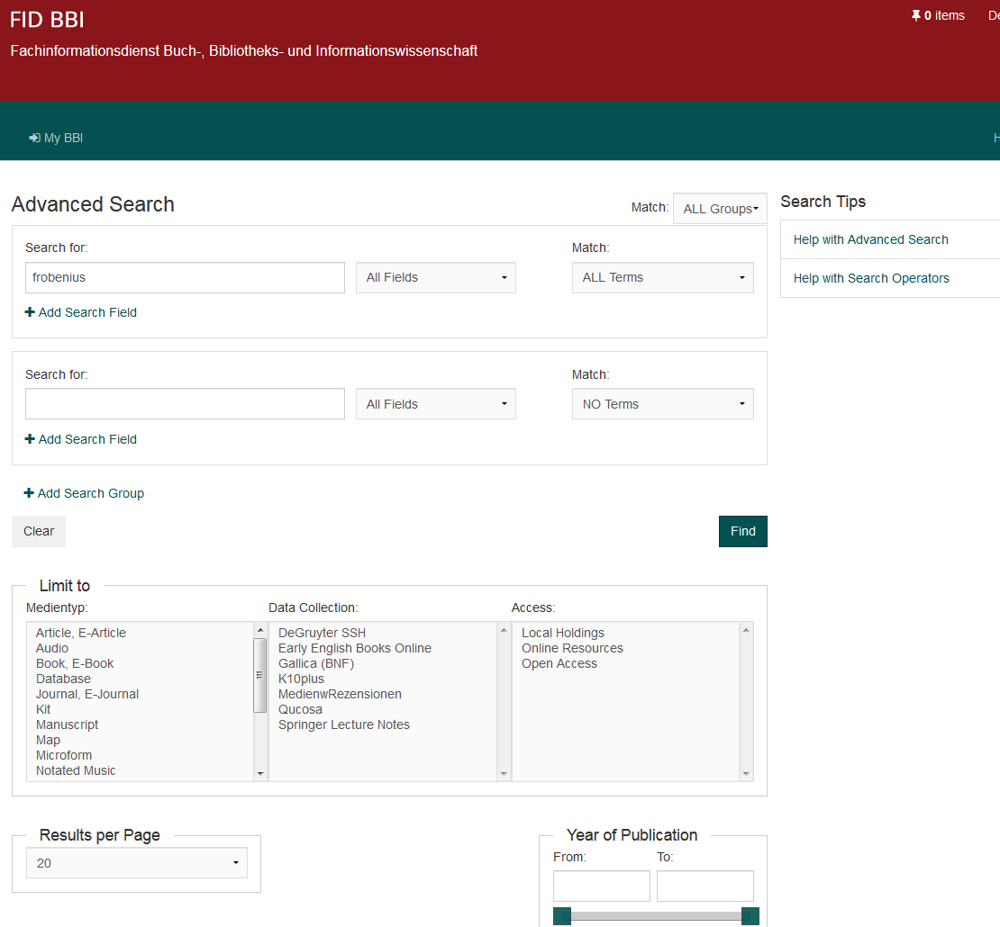 FID BBI
0 items
Fachinformationsdienst Buch-, Bibliotheks- und Informationswissenschaft
My BBI
Advanced Search
Match: ALL Groups
Search for:
Match:
frobenius
All Fields
ALL Terms
Add Search Field
Search for:
Match:
All Fields
NO Terms
Add Search Field
Add Search Group
Clear
Find
Search Tips
Help with Advanced Search
Help with Search Operators
Limit to
Medientyp:
Article, E-Article
Audio
Book, E-Book
Database
Journal, E-Journal
Kit
Manuscript
Map
Microform
Notated Music
Data Collection:
DeGruyter SSH
Early English Books Online
Gallica (BNF)
K10plus
MedienwRezensionen
Qucosa
Springer Lecture Notes
Access:
Local Holdings
Online Resources
Open Access
Results per Page
20
Year of Publication
From:
To: